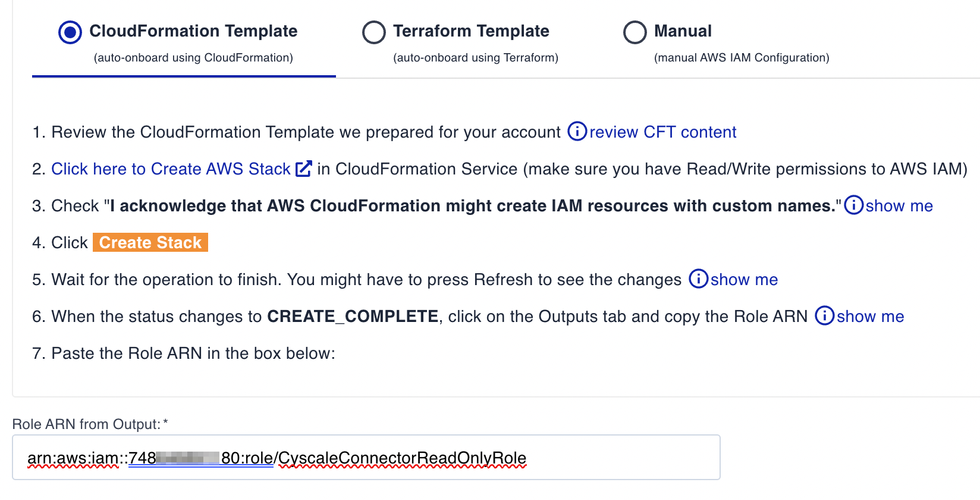 CloudFormation Template
(auto-onboard using CloudFormation)
Terraform Template
(auto-onboard using Terraform)
Manual
(manual AWS IAM Configuration)
1. Review the CloudFormation Template we prepared for your account review CFT content
2. Click here to Create AWS Stack in CloudFormation Service (make sure you have Read/Write permissions to AWS IAM)
3. Check "I acknowledge that AWS CloudFormation might create IAM resources with custom names." show me
4. Click Create Stack
5. Wait for the operation to finish. You might have to press Refresh to see the changes show me
6. When the status changes to CREATE_COMPLETE, click on the Outputs tab and copy the Role ARN show me
7. Paste the Role ARN in the box below:
Role ARN from Output: *
arn:aws:iam::748 80:role/CyscaleConnectorReadOnlyRole